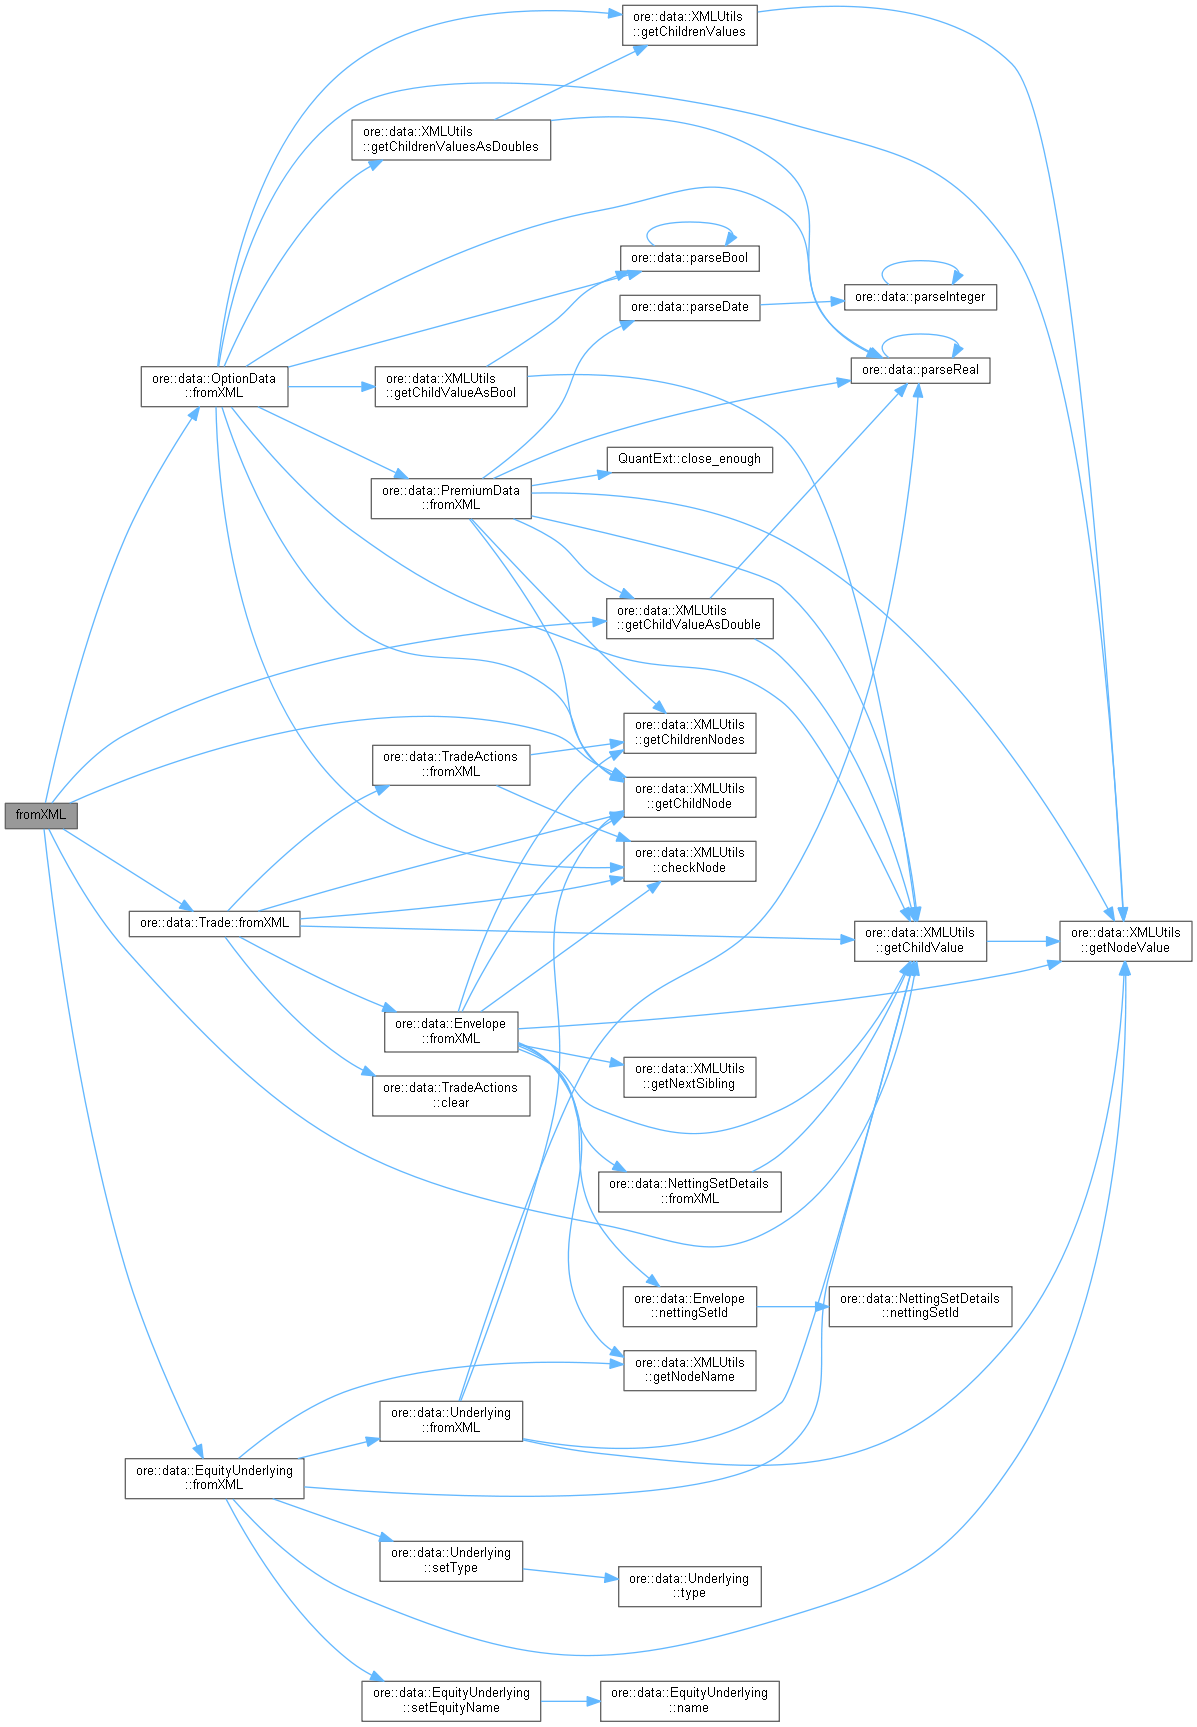 ore::data::XMLUtils
::getChildrenValues
ore::data::XMLUtils
::getChildrenValuesAsDoubles
ore::data::parseBool
ore::data::parseInteger
ore::data::parseDate
ore::data::parseReal
ore::data::OptionData
::fromXML
ore::data::XMLUtils
::getChildValueAsBool
QuantExt::close_enough
ore::data::PremiumData
::fromXML
ore::data::XMLUtils
::getChildValueAsDouble
ore::data::XMLUtils
::getChildrenNodes
ore::data::TradeActions
::fromXML
ore::data::XMLUtils
::getChildNode
fromXML
ore::data::XMLUtils
::checkNode
ore::data::Trade::fromXML
ore::data::XMLUtils
::getChildValue
ore::data::XMLUtils
::getNodeValue
ore::data::Envelope
::fromXML
ore::data::XMLUtils
::getNextSibling
ore::data::TradeActions
::clear
ore::data::NettingSetDetails
::fromXML
ore::data::Envelope
::nettingSetId
ore::data::NettingSetDetails
::nettingSetId
ore::data::XMLUtils
::getNodeName
ore::data::Underlying
::fromXML
ore::data::EquityUnderlying
::fromXML
ore::data::Underlying
::setType
ore::data::Underlying
::type
ore::data::EquityUnderlying
::setEquityName
ore::data::EquityUnderlying
::name